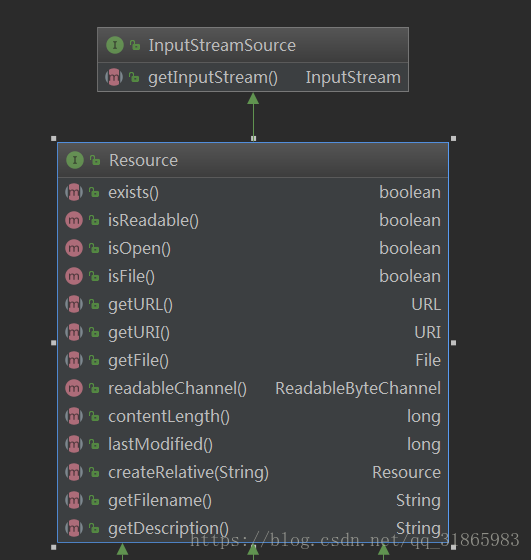 InputStreamSource
getInputStream() InputStream
Resource
exists() boolean
isReadable() boolean
isOpen() boolean
isFile() boolean
getURL() URL
getURI() URI
getFile() File
readableChannel() ReadableByteChannel
contentLength() long
lastModified() long
createRelative(String) Resource
getFilename() String
getDescription() String
https://blog.csdn.net/qq_31865983